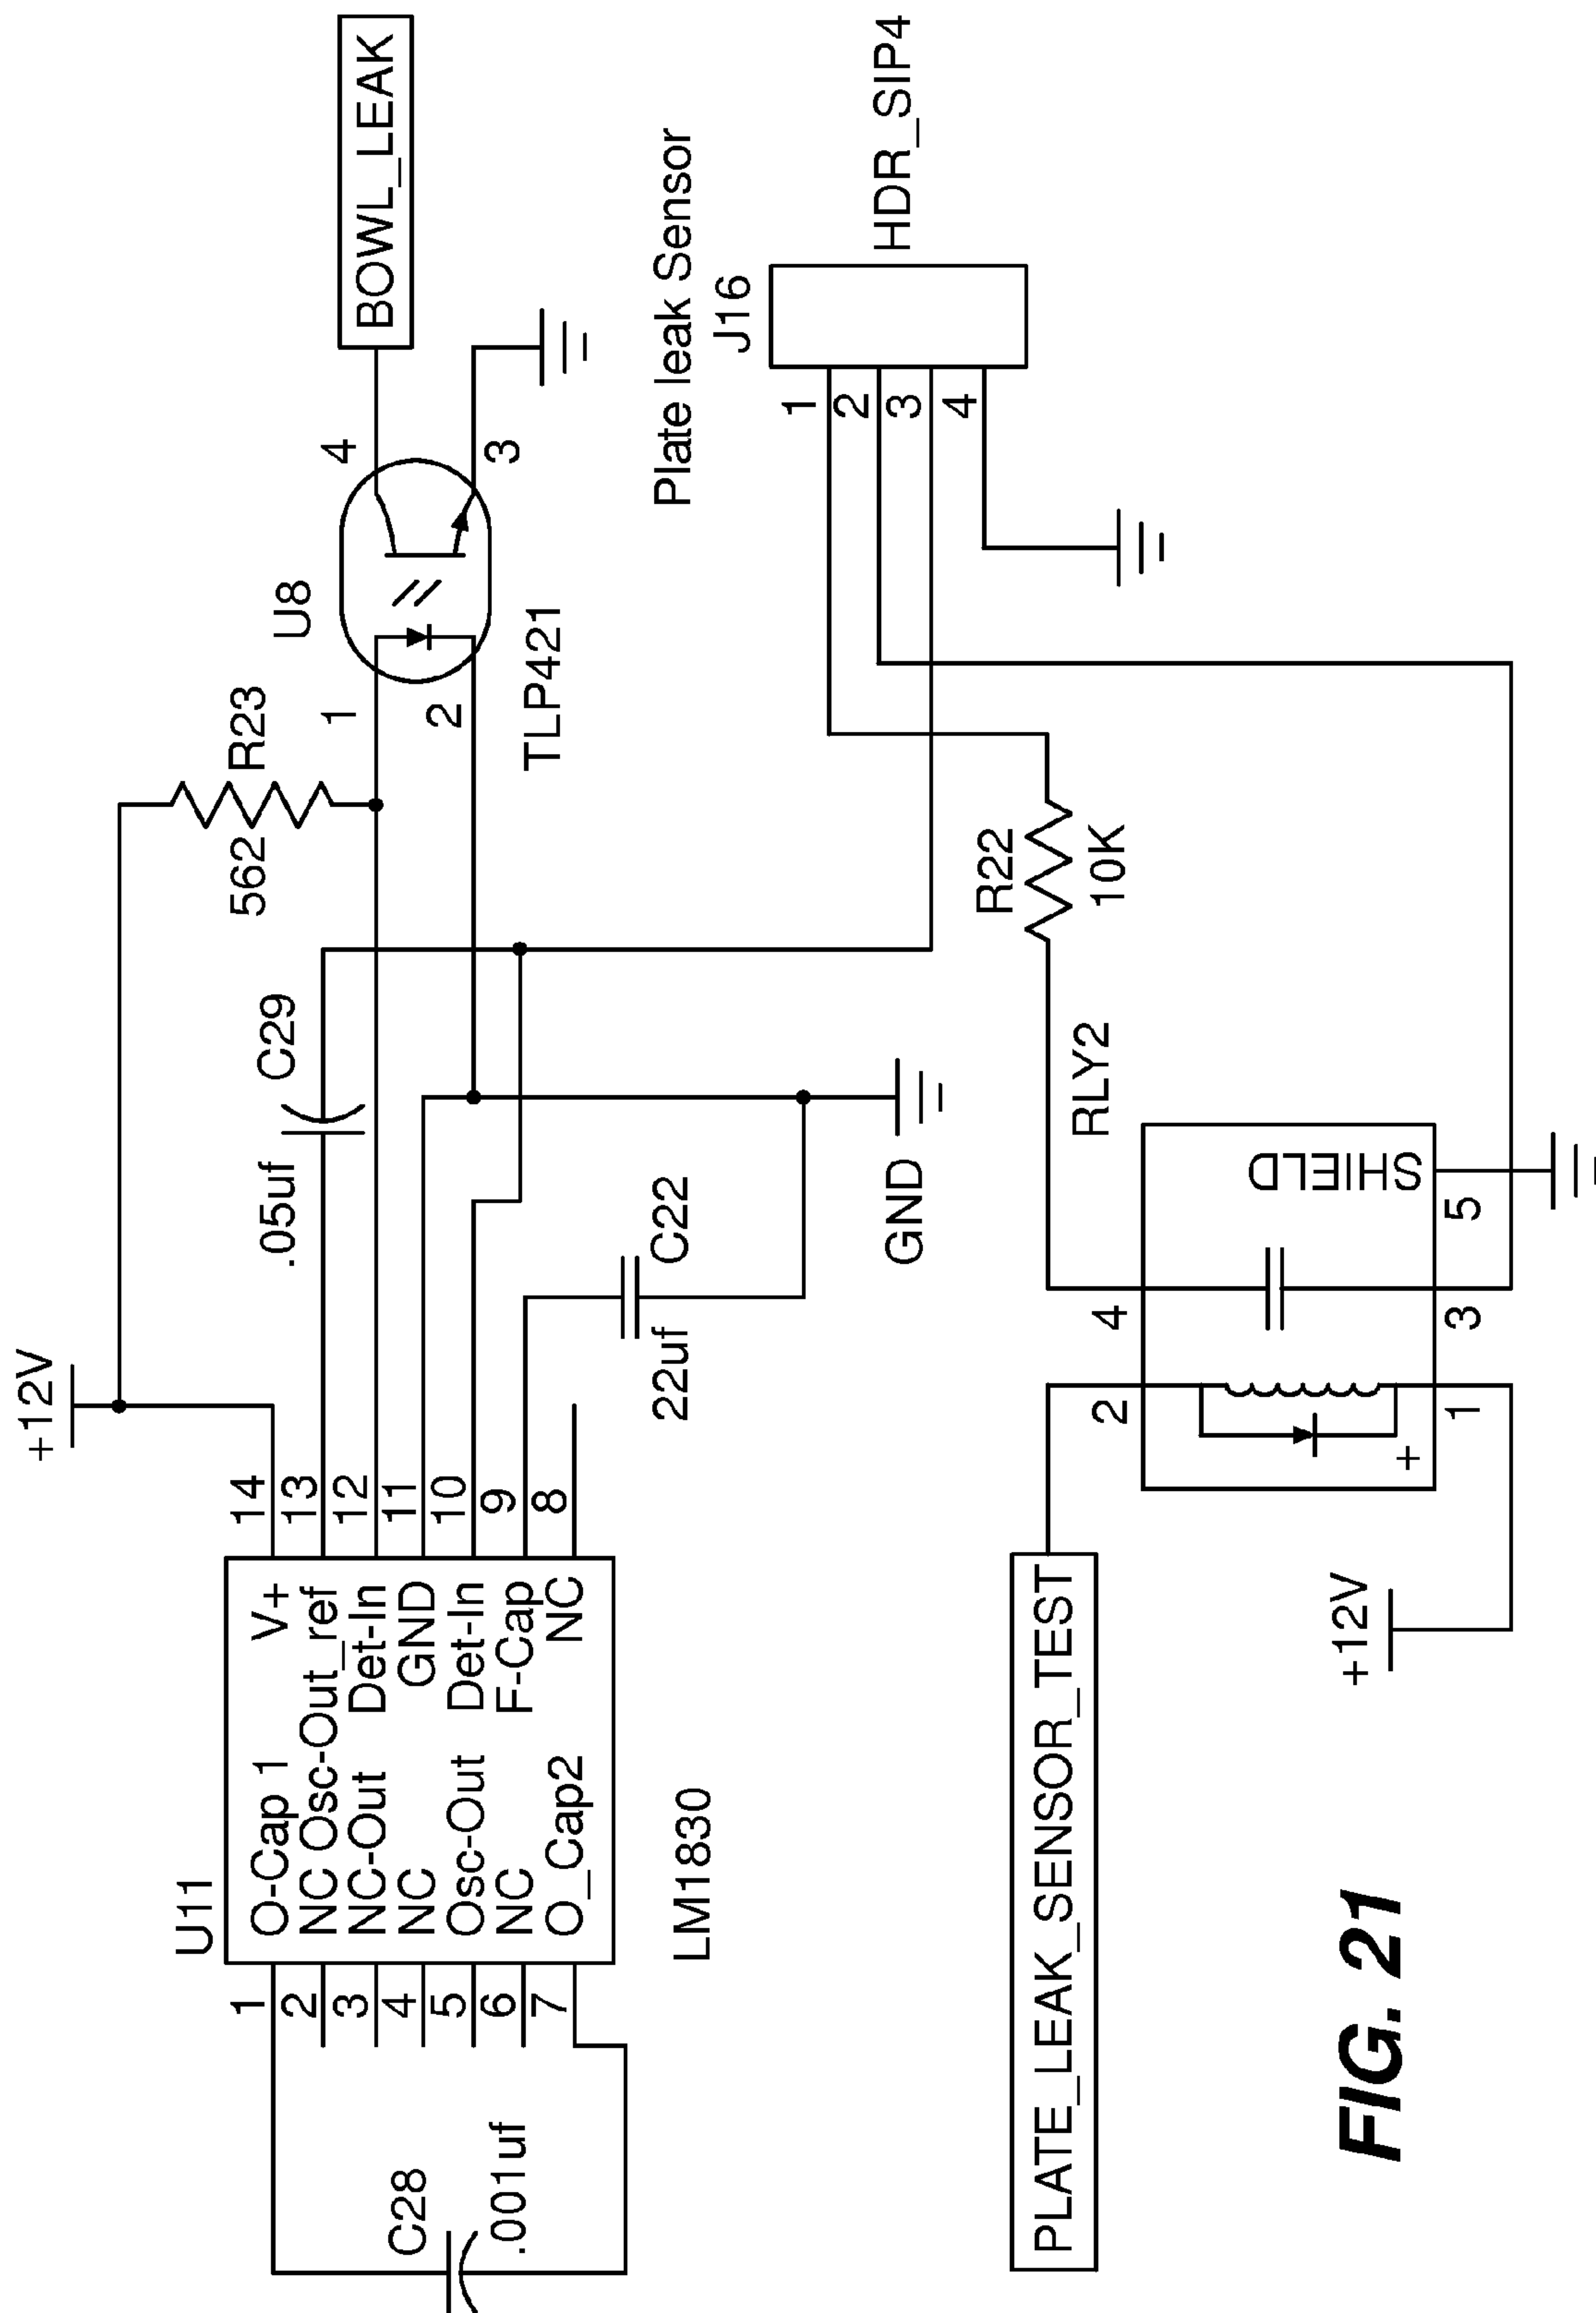 +12V
U11
1
2
3
4
5
6
7
O-Cap 1 V+
NC Osc-Out_ref
NC-Out Det-In
NC GND
Osc-Out Det-In
NC F-Cap
O_Cap2 NC
14
13
12
11
10
9
8
LM1830
C28
.001uf
.05uf
C29
562
R23
22uf
C22
GND
U8
1
2
4
3
TLP421
BOWL_LEAK
Plate leak Sensor
J16
1
2
3
4
HDR_SIP4
R22
10K
RLY2
PLATE_LEAK_SENSOR_TEST
2
4
SHIELD
+
1
3
5
+12V
FIG. 21